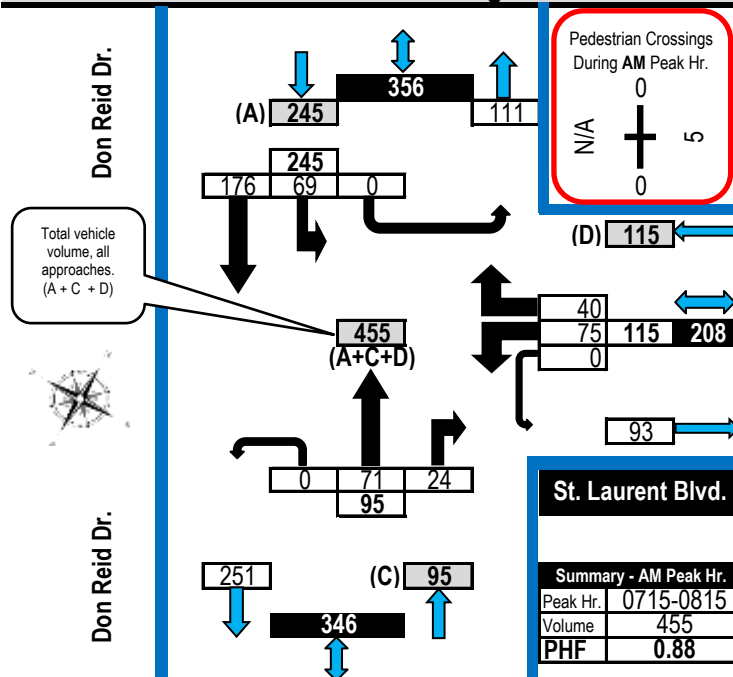 Don Reid Dr.
356
(A) 245
111
Pedestrian Crossings
During AM Peak Hr.
0
N/A
5
0
245
176 69 0
Total vehicle
volume, all
approaches.
(A + C + D)
(D) 115
40
75 115 208
0
455
(A+C+D)
93
0 71 24
95
St. Laurent Blvd.
Don Reid Dr.
251
(C) 95
346
Summary - AM Peak Hr.
Peak Hr. 0715-0815
Volume 455
PHF 0.88